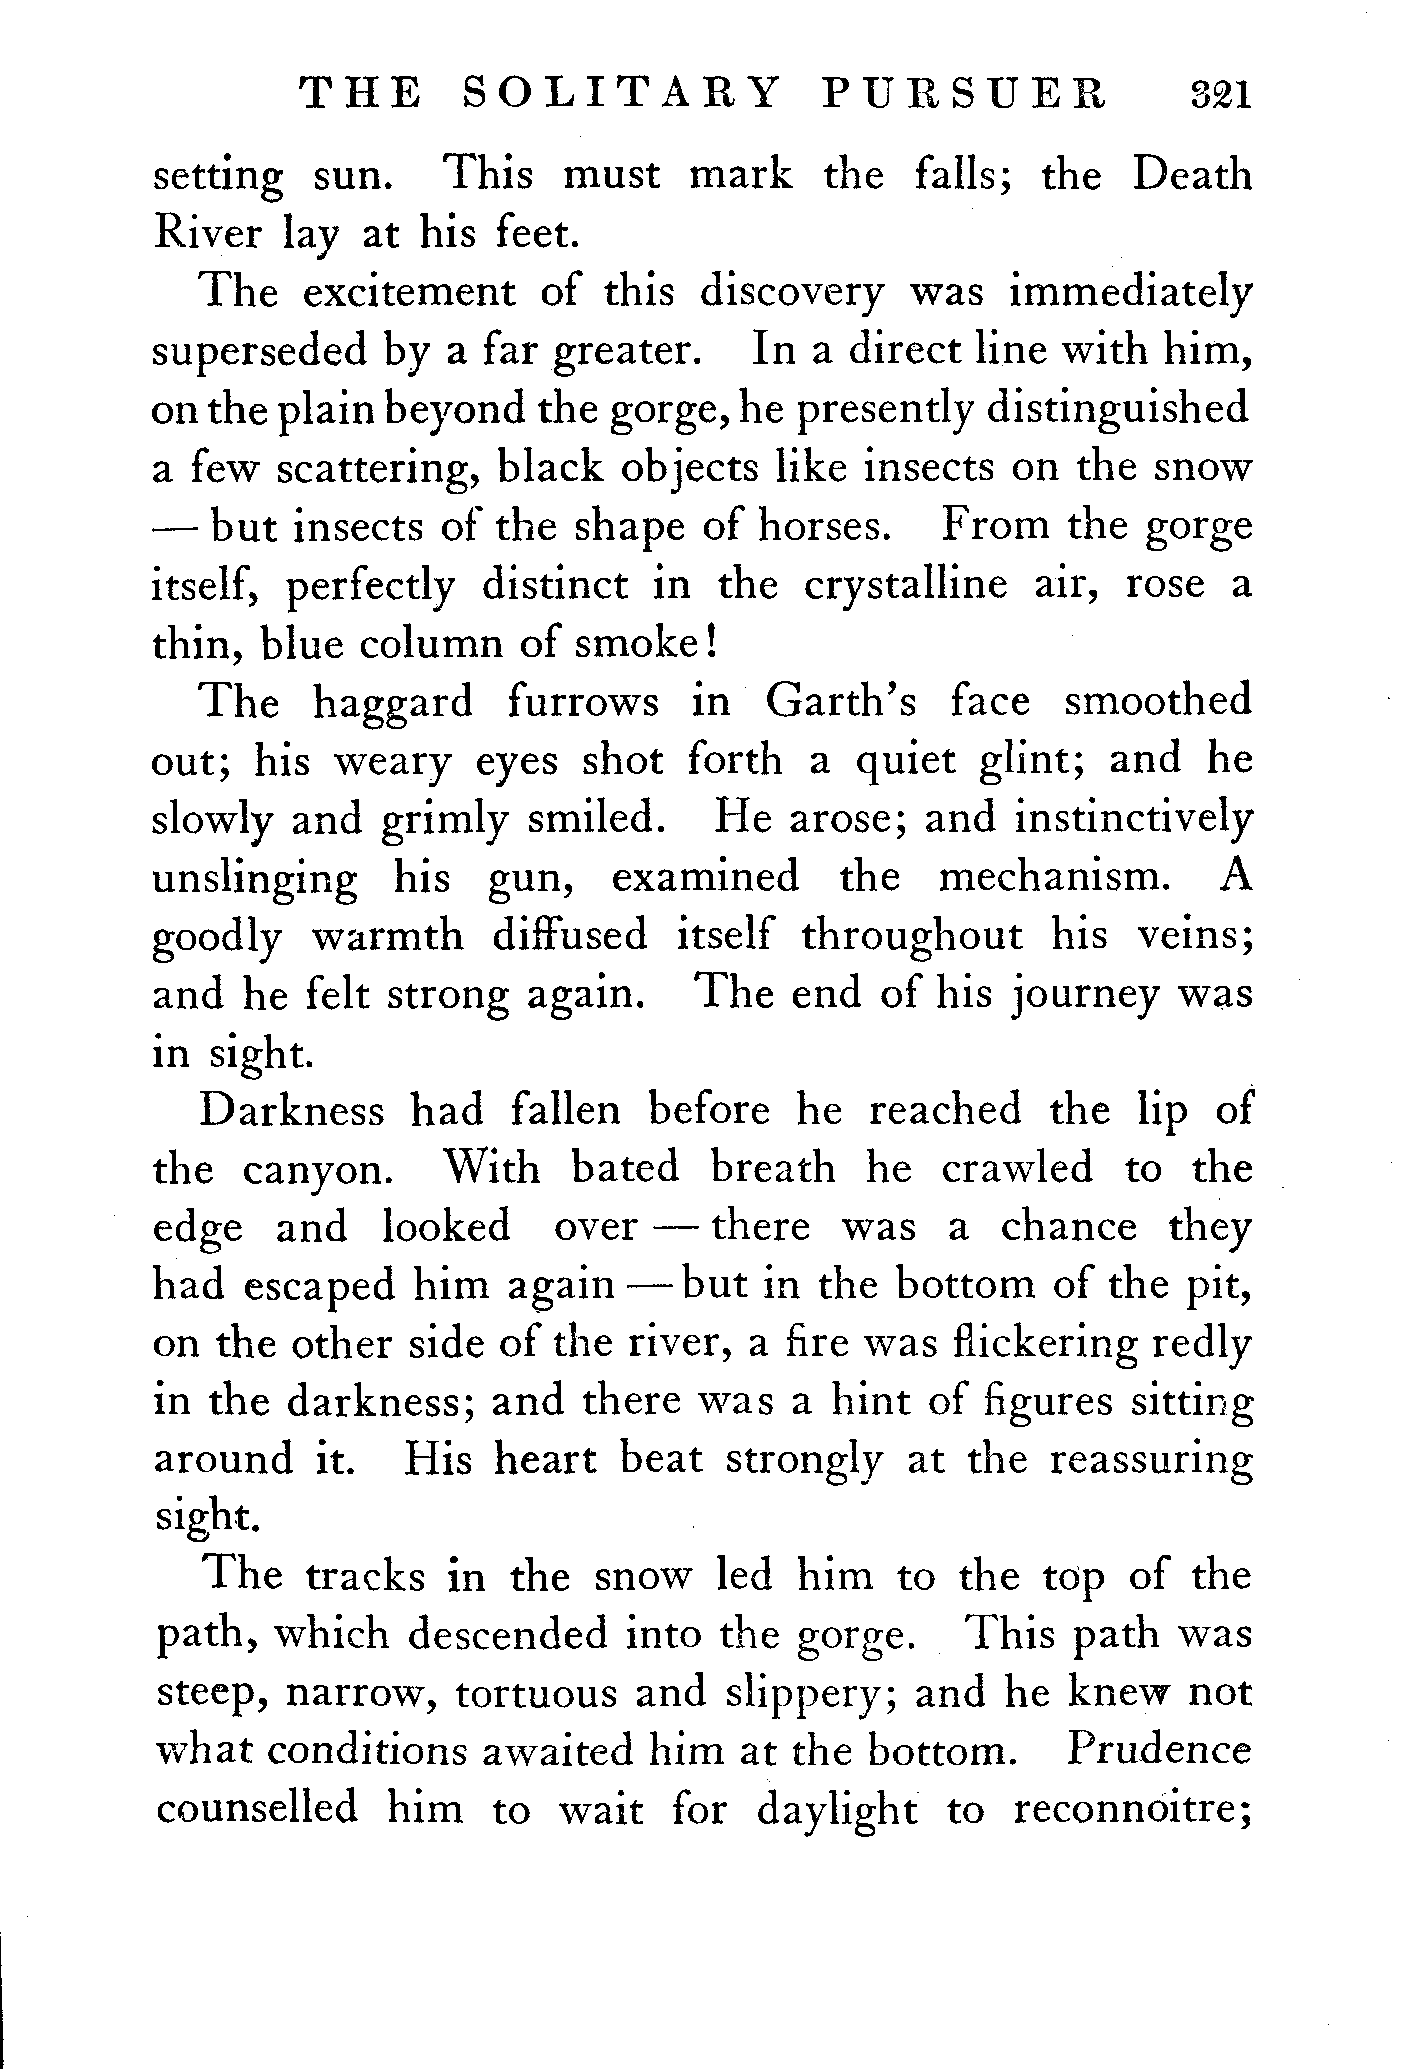 THE SOLITARY PURSUER 321
setting sun. This must mark the falls; the Death
River lay at his feet.
The excitement of this discovery was immediately
superseded by a far greater. In a direct line with him,
on the plain beyond the gorge, he presently distinguished
a few scattering, black objects like insects on the snow
— but insects of the shape of horses. From the gorge
itself, perfectly distinct in the crystalline air, rose a
thin, blue column of smoke!
The haggard furrows in Garth's face smoothed
out; his weary eyes shot forth a quiet glint; and he
slowly and grimly smiled. He arose; and instinctively
unslinging his gun, examined the mechanism. A
goodly warmth diffused itself throughout his veins;
and he felt strong again. The end of his journey was
in sight.
Darkness had fallen before he reached the lip of
the canyon. With bated breath he crawled to the
edge and looked over — there was a chance they
had escaped him again — but in the bottom of the pit,
on the other side of the river, a fire was flickering redly
in the darkness; and there was a hint of figures sitting
around it. His heart beat strongly at the reassuring
sight.
The tracks in the snow led him to the top of the
path, which descended into the gorge. This path was
steep, narrow, tortuous and slippery; and he knew not
what conditions awaited him at the bottom. Prudence
counselled him to wait for daylight to reconnoitre;